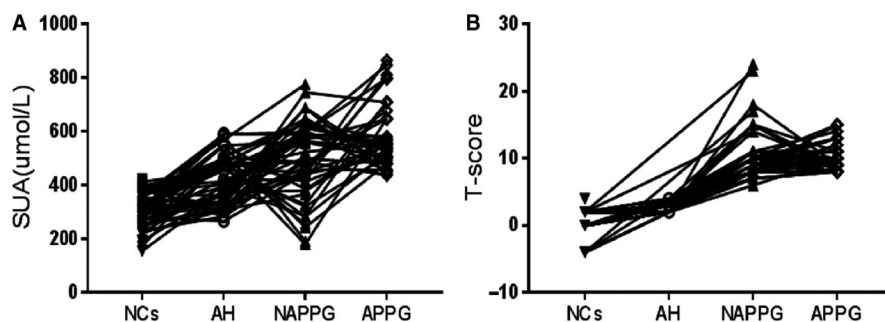 A
SUA(umol/L)
1000
800
600
400
200
0
NCs AH NAPPG APPG
B
T-score
30
20
10
0
−10
NCs AH NAPPG APPG